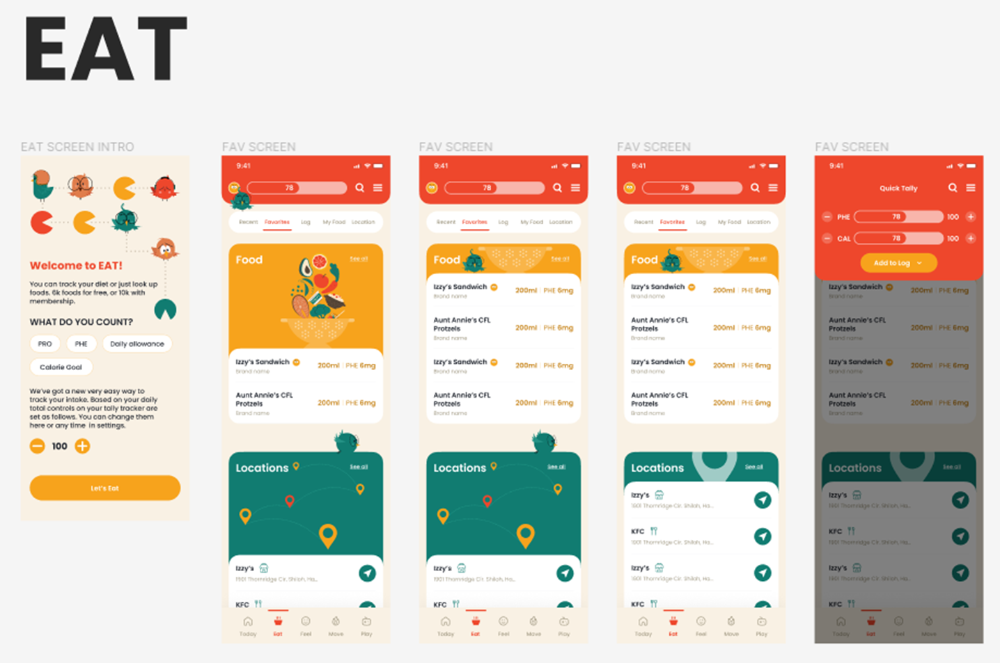 EAT
EAT SCREEN INTRO
Welcome to EAT!
You can track your diet or just look up
foods. 6k foods for free, or 10k with
membership.
WHAT DO YOU COUNT?
PRO PHE Daily allowance
Calorie Goal
We've got a new very easy way to
track your intake. Based on your daily
total controls on your tally tracker are
set as follows. You can change them
here or any time in settings.
100
Let's Eat
FAV SCREEN
9:41
78
Recent Favorites Log My Food Location
Food See all
Izzy's Sandwich 200ml PHE 6mg
Brand name
Aunt Annie's CFL
Protzels 200ml PHE 6mg
Brand name
Locations See all
Izzy's
1901 Thornridge Cir. Shiloh, Ha...
KFC
Today Eat Feel Move Play
FAV SCREEN
9:41
78
Recent Favorites Log My Food Location
Food See all
Izzy's Sandwich 200ml PHE 6mg
Brand name
Aunt Annie's CFL
Protzels 200ml PHE 6mg
Brand name
Izzy's Sandwich 200ml PHE 6mg
Brand name
Aunt Annie's CFL
Protzels 200ml PHE 6mg
Brand name
Locations See all
Izzy's
1901 Thornridge Cir. Shiloh, Ha...
KFC
Today Eat Feel Move Play
FAV SCREEN
9:41
78
Recent Favorites Log My Food Location
Food See all
Izzy's Sandwich 200ml PHE 6mg
Brand name
Aunt Annie's CFL
Protzels 200ml PHE 6mg
Brand name
Izzy's Sandwich 200ml PHE 6mg
Brand name
Aunt Annie's CFL
Protzels 200ml PHE 6mg
Brand name
Locations See all
Izzy's
1901 Thornridge Cir. Shiloh, Ha...
KFC
1901 Thornridge Cir. Shiloh, Ha...
Izzy's
1901 Thornridge Cir. Shiloh, Ha...
KFC
Today Eat Feel Move Play
FAV SCREEN
9:41
Quick Tally
PHE 78 100
CAL 78 100
Add to Log
Izzy's Sandwich 200ml PHE 6mg
Brand name
Aunt Annie's CFL
Protzels 200ml PHE 6mg
Brand name
Izzy's Sandwich 200ml PHE 6mg
Brand name
Aunt Annie's CFL
Protzels 200ml PHE 6mg
Brand name
Locations See all
Izzy's
1901 Thornridge Cir. Shiloh, Ha...
KFC
1901 Thornridge Cir. Shiloh, Ha...
Izzy's
1901 Thornridge Cir. Shiloh, Ha...
KFC
Today Eat Feel Move Play